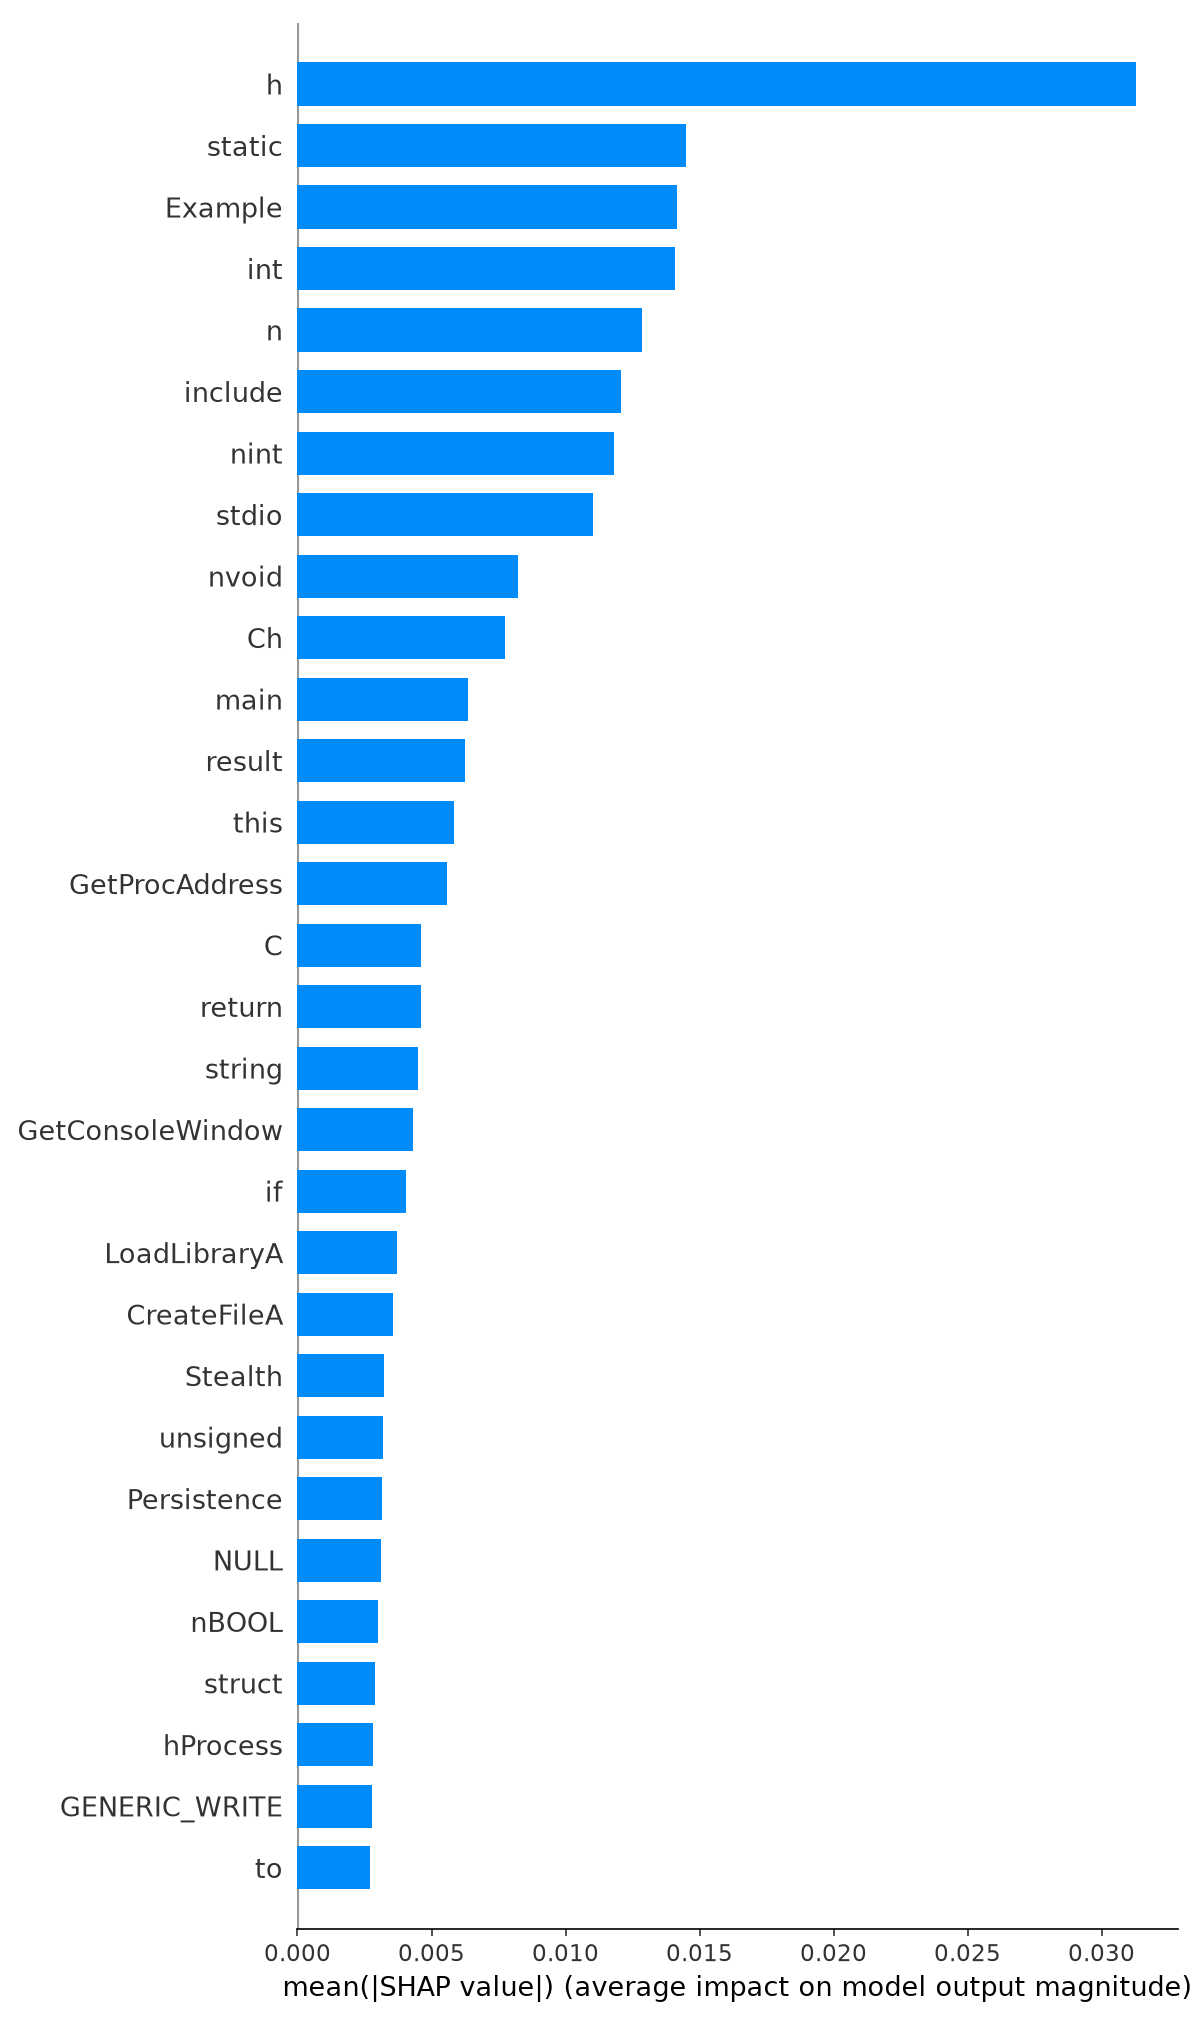 h
static
Example
int
n
include
nint
stdio
nvoid
Ch
main
result
this
GetProcAddress
C
return
string
GetConsoleWindow
if
LoadLibraryA
CreateFileA
Stealth
unsigned
Persistence
NULL
nBOOL
struct
hProcess
GENERIC_WRITE
to
0.000 0.005 0.010 0.015 0.020 0.025 0.030
mean(|SHAP value|) (average impact on model output magnitude)